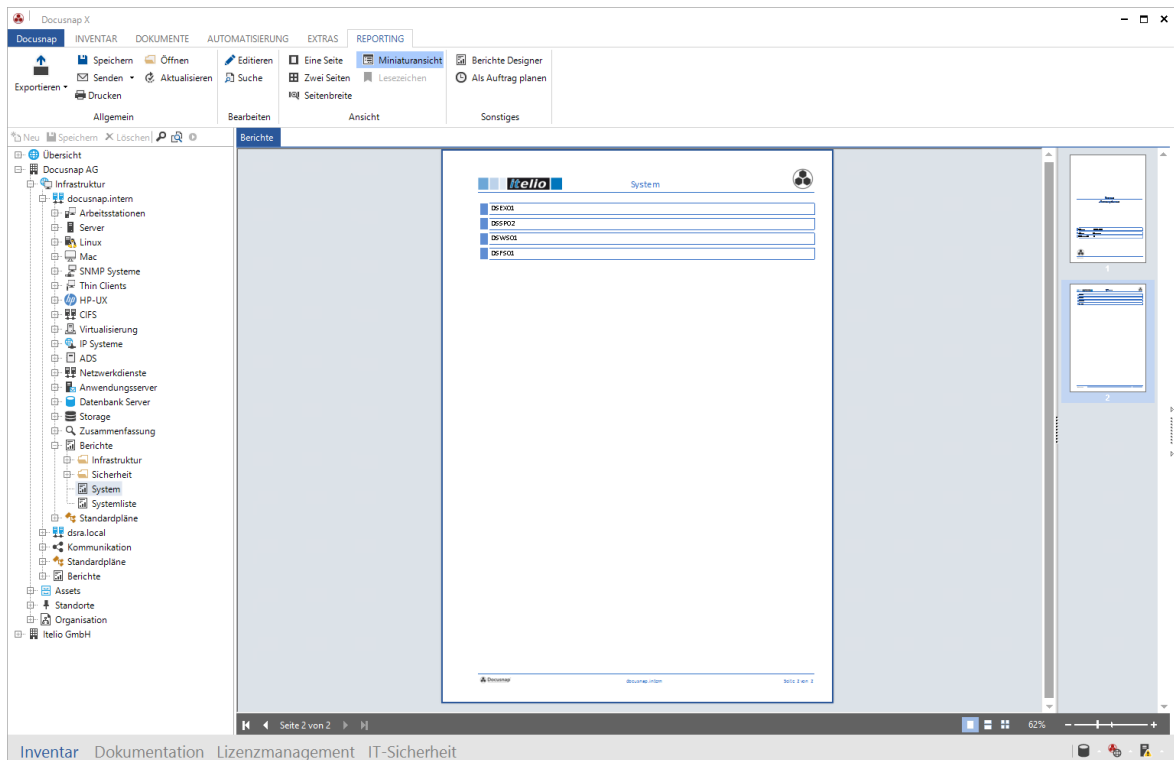 Docusnap X
Docusnap INVENTAR DOKUMENTE AUTOMATISIERUNG EXTRAS REPORTING
Exportieren
Speichern Öffnen
Senden Aktualisieren
Drucken
Allgemein
Editieren
Suche
Bearbeiten
Eine Seite Miniaturansicht
Zwei Seiten Lesezeichen
Seitenbreite
Ansicht
Berichte Designer
Als Auftrag planen
Sonstiges
Neu Speichern Löschen
Übersicht
Docusnap AG
Infrastruktur
docusnap.intern
Arbeitsstationen
Server
Linux
Mac
SNMP Systeme
Thin Clients
HP-UX
CIFS
Virtualisierung
IP Systeme
ADS
Netzwerkdienste
Anwendungsserver
Datenbank Server
Storage
Zusammenfassung
Berichte
Infrastruktur
Sicherheit
System
Systemliste
Standardpläne
dsra.local
Kommunikation
Standardpläne
Berichte
Assets
Standorte
Organisation
Itelio GmbH
Berichte
Itelio System
DSEX01
DSSP02
DSWS01
DSFS01
Docusnap docusnap.intern
1
2
Seite 2 von 2 62%
Inventar Dokumentation Lizenzmanagement IT-Sicherheit